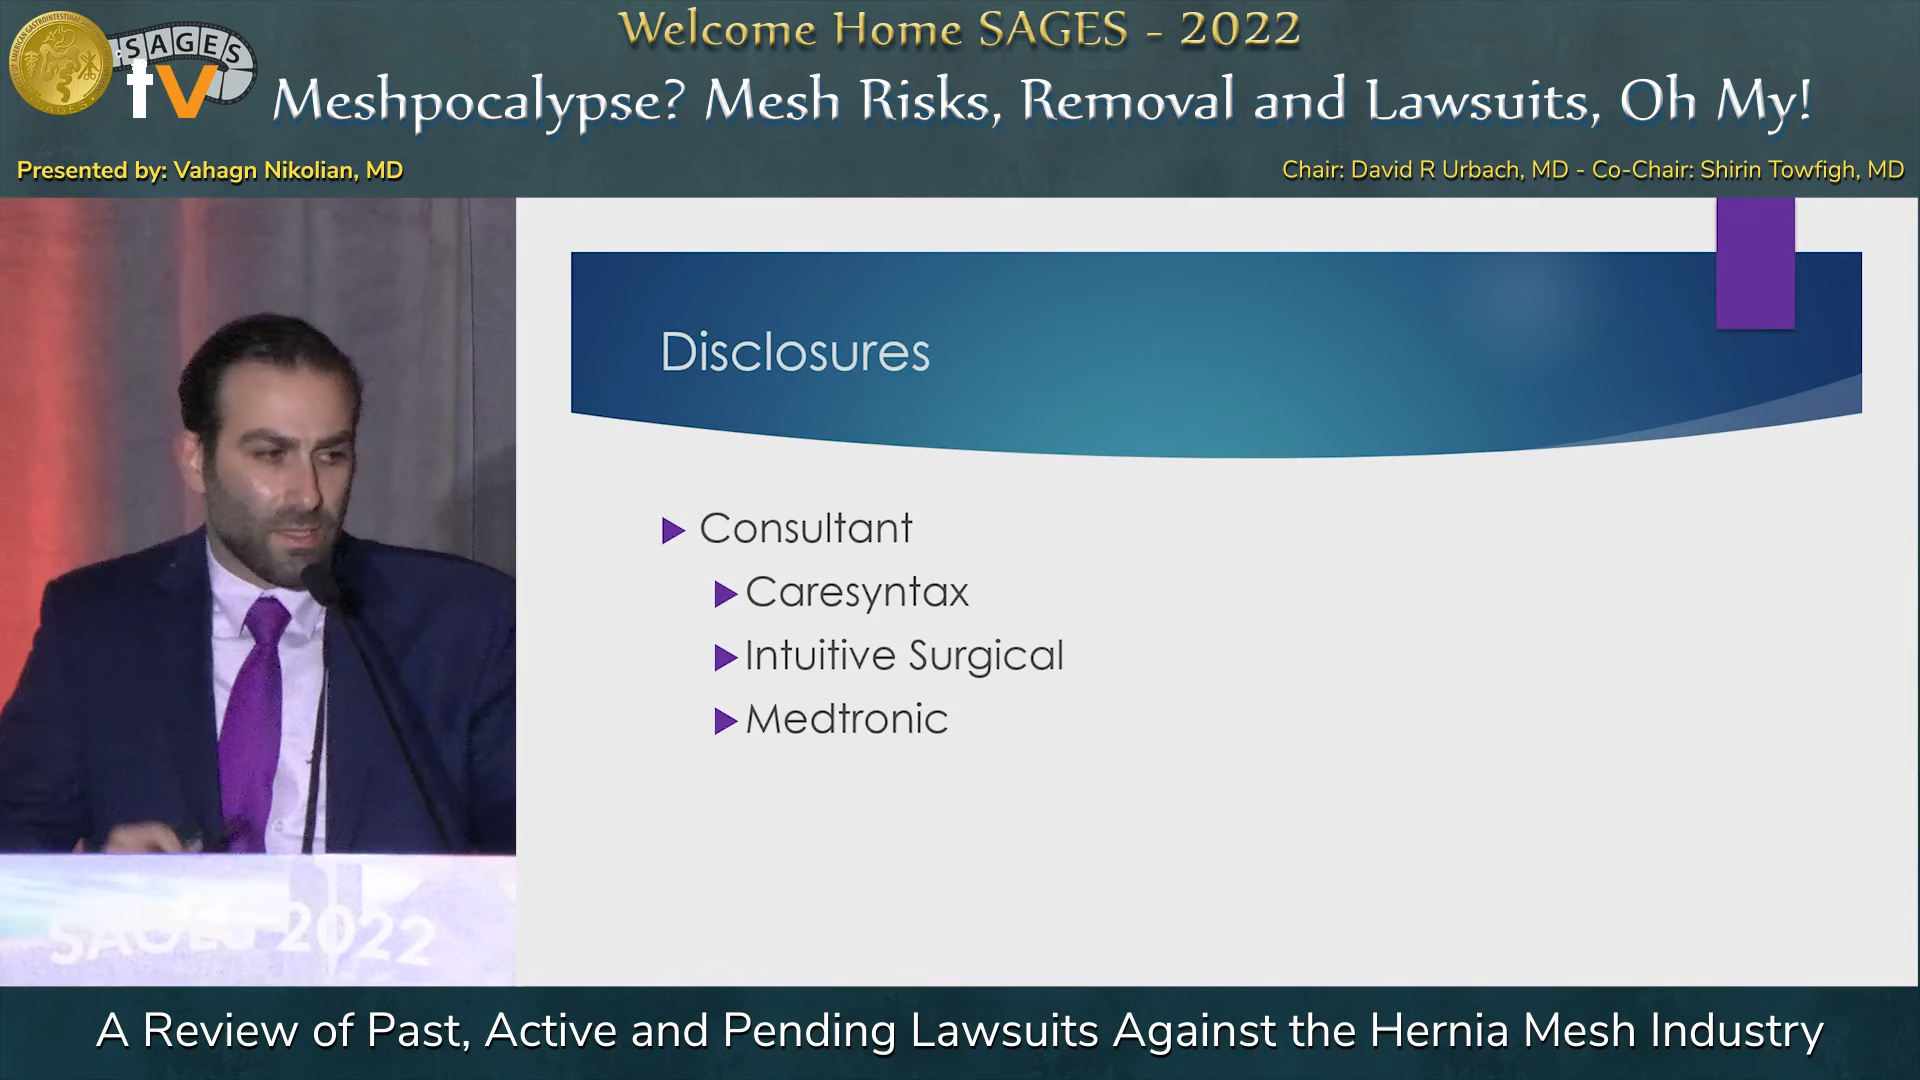 Welcome Home SAGES - 2022
SAGES
tv
Meshpocalypse? Mesh Risks, Removal and Lawsuits, Oh My!
Presented by: Vahagn Nikolian, MD
Chair: David R Urbach, MD - Co-Chair: Shirin Towfigh, MD
Disclosures
Consultant
Caresyntax
Intuitive Surgical
Medtronic
SAGES 2022
A Review of Past, Active and Pending Lawsuits Against the Hernia Mesh Industry